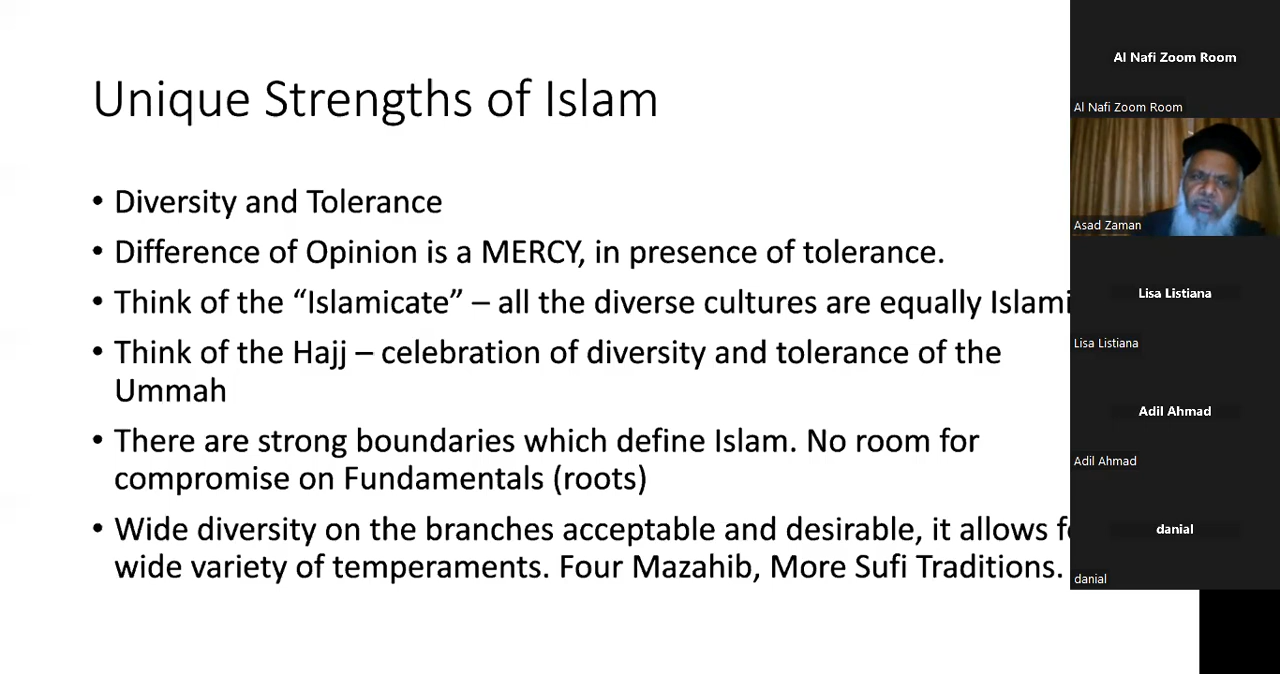 Unique Strengths of Islam
• Diversity and Tolerance
• Difference of Opinion is a MERCY, in presence of tolerance.
• Think of the “Islamicate” – all the diverse cultures are equally
• Think of the Hajj – celebration of diversity and tolerance of the
Ummah
• There are strong boundaries which define Islam. No room for
compromise on Fundamentals (roots)
• Wide diversity on the branches acceptable and desirable, it allows
wide variety of temperaments. Four Mazahib, More Sufi Traditions.
Al Nafi Zoom Room
Al Nafi Zoom Room
Asad Zaman
Lisa Listiana
Lisa Listiana
Adil Ahmad
Adil Ahmad
danial
danial